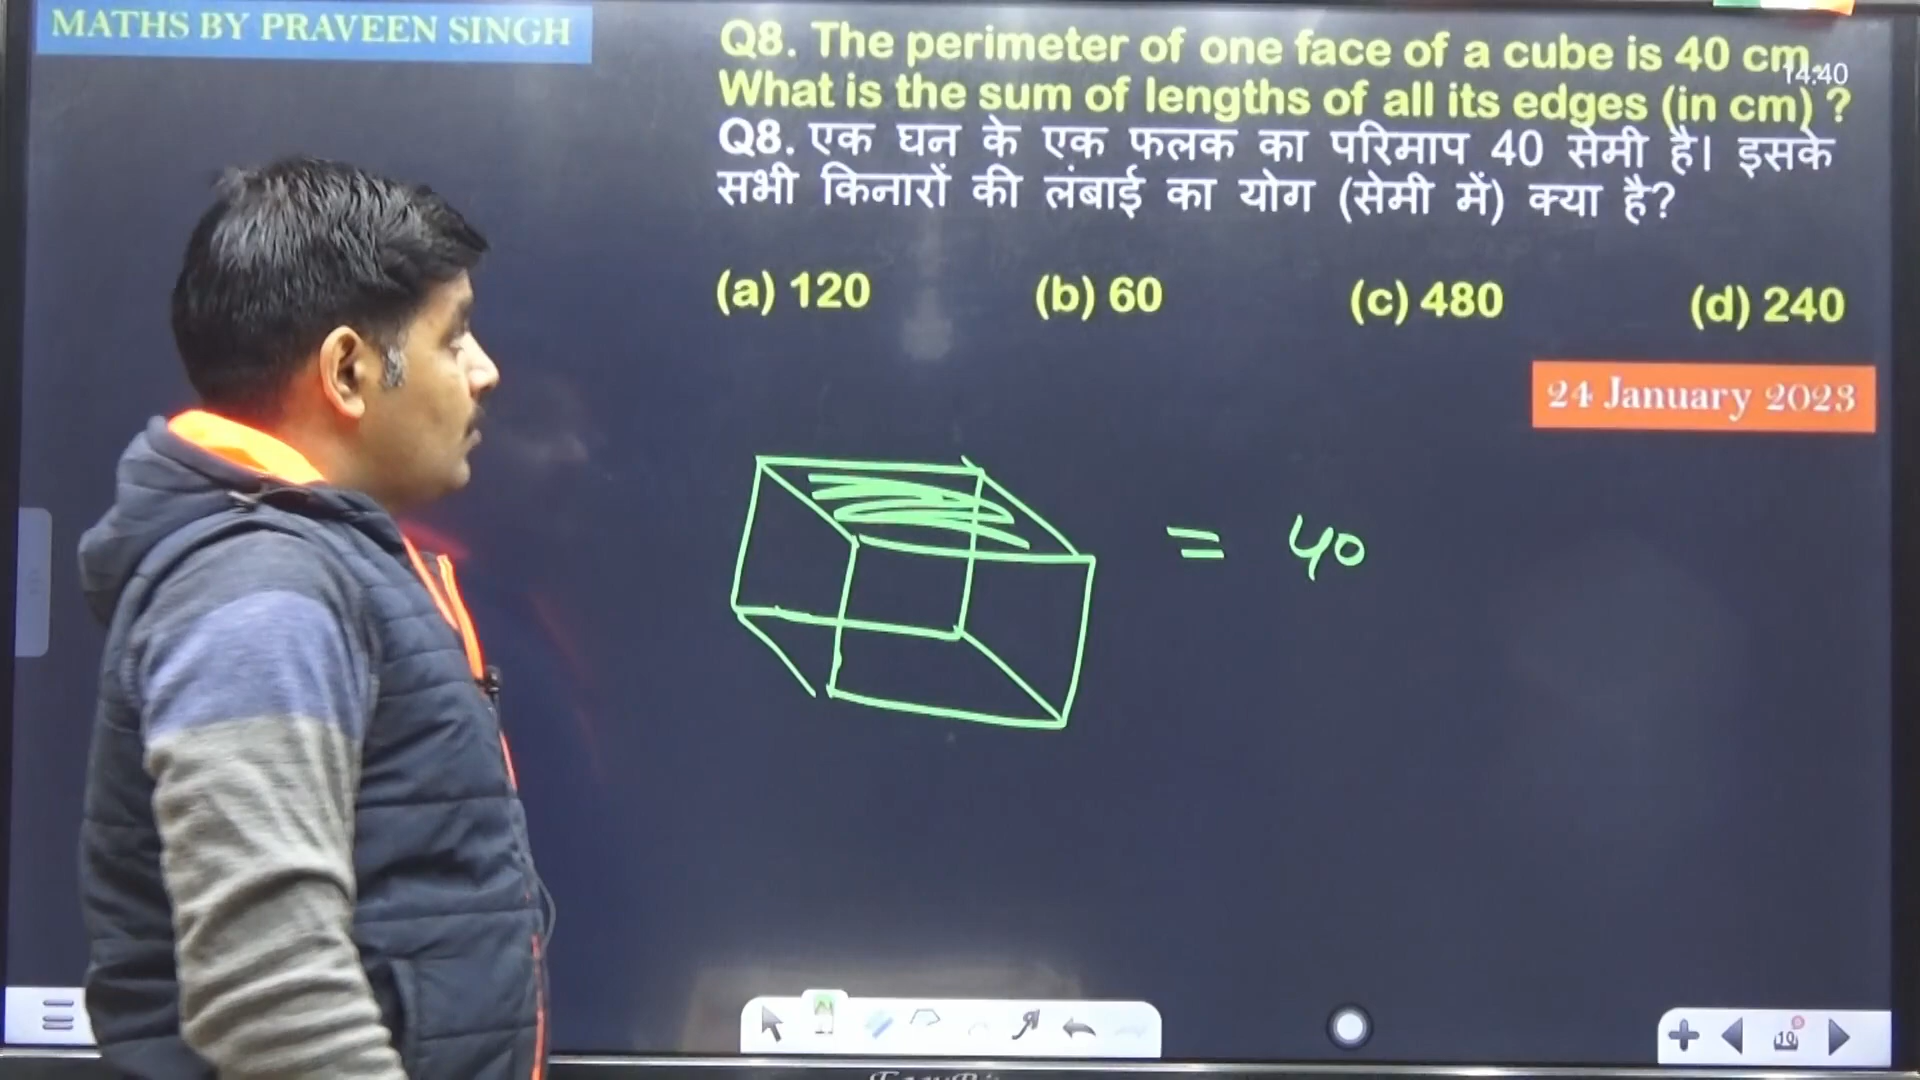 MATHS BY PRAVEEN SINGH
Q8. The perimeter of one face of a cube is 40 cm.
14:40
What is the sum of lengths of all its edges (in cm) ?
Q8. एक घन के एक फलक का परिमाप 40 सेमी है। इसके
सभी किनारों की लंबाई का योग (सेमी में) क्या है?
(a) 120 (b) 60 (c) 480 (d) 240
24 January 2023
= 40
10